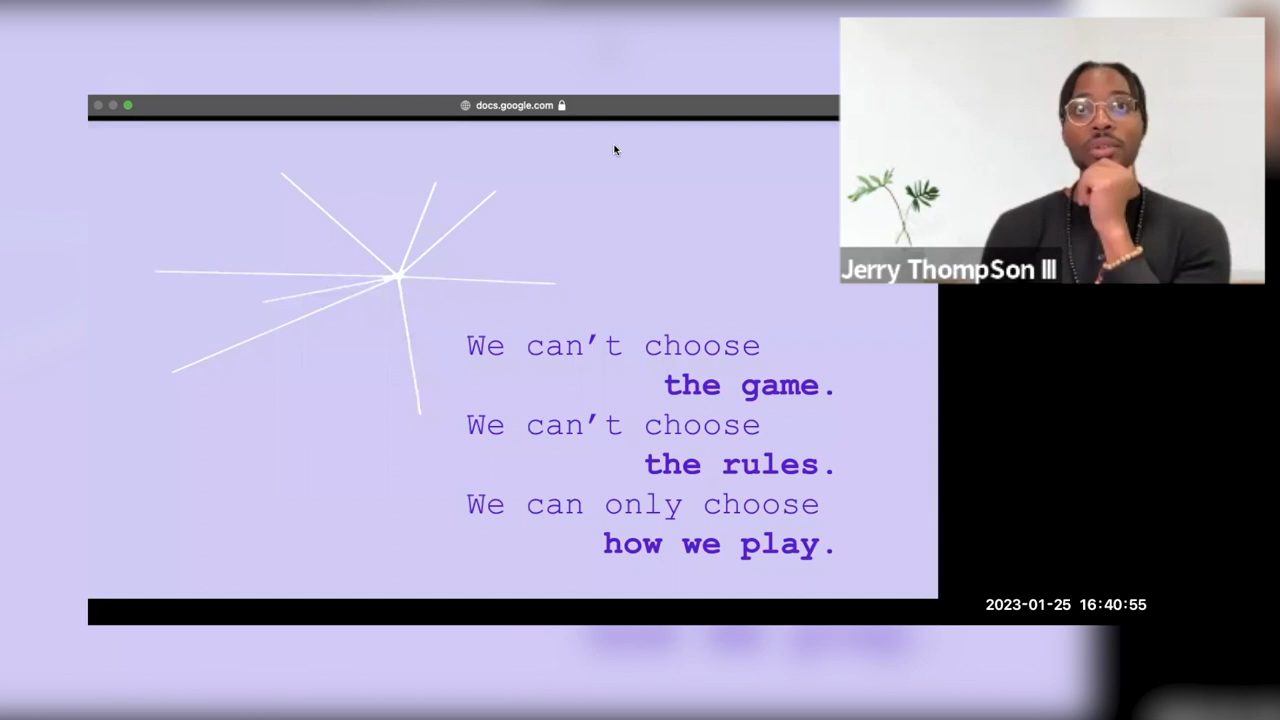 docs.google.com
We can’t choose
the game.
We can’t choose
the rules.
We can only choose
how we play.
Jerry ThompSon III
2023-01-25 16:40:55